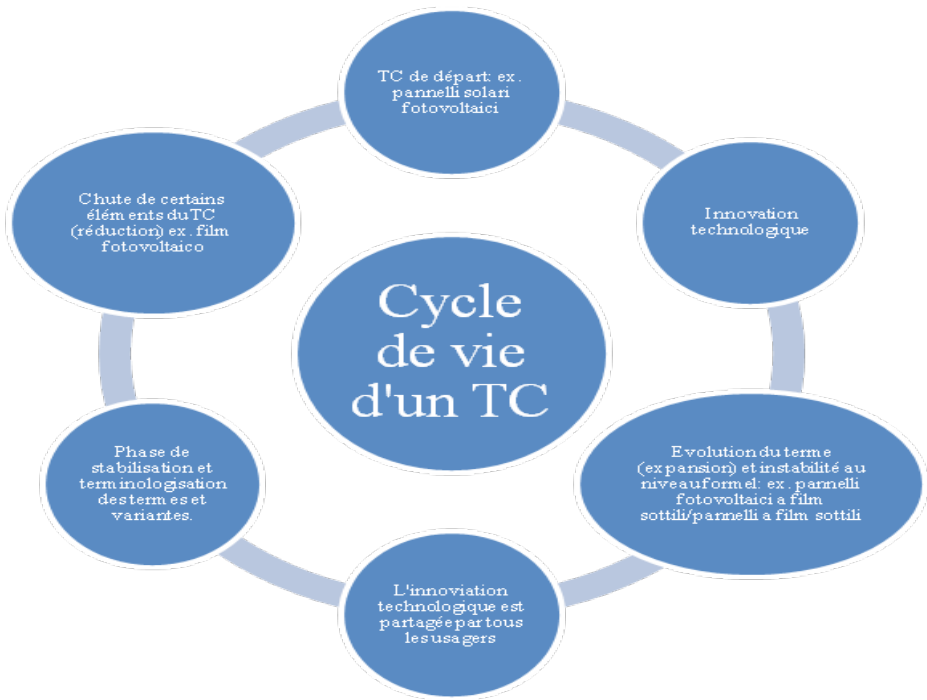 TC de départ: ex.
pannelli solari
fotovoltaici
Innovation
technologique
Evolution du terme
(expansion) et instabilité au
niveau formel: ex. pannelli
fotovoltaici a film
sottili/pannelli a film sottili
L'innoviation
technologique est
partagée par tous
les usagers
Phase de
stabilisation et
terminologisation
des termes et
variantes.
Chute de certains
éléments du TC
(réduction) ex. film
fotovoltaico
Cycle
de vie
d'un TC